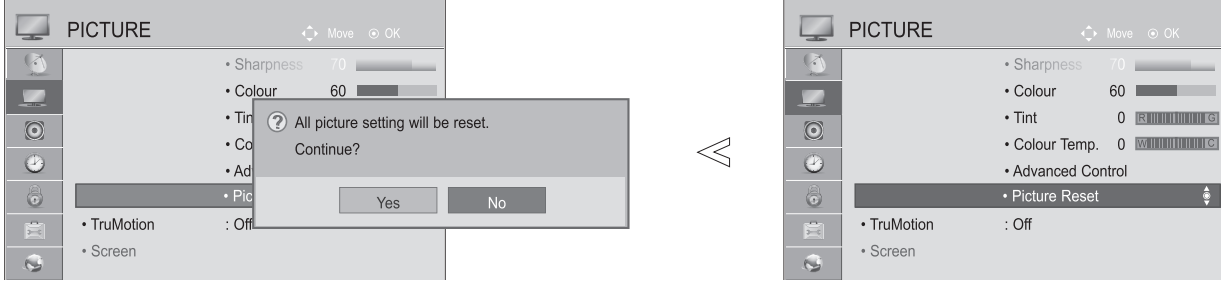 PICTURE
Move OK
• Sharpness 70
• Colour 60
• Tin
• Co
• Ad
• Pic
• TruMotion : Off
• Screen
? All picture setting will be reset.
Continue?
Yes No
<
PICTURE
Move OK
• Sharpness 70
• Colour 60
• Tint 0 R G
• Colour Temp. 0 W C
• Advanced Control
• Picture Reset
• TruMotion : Off
• Screen